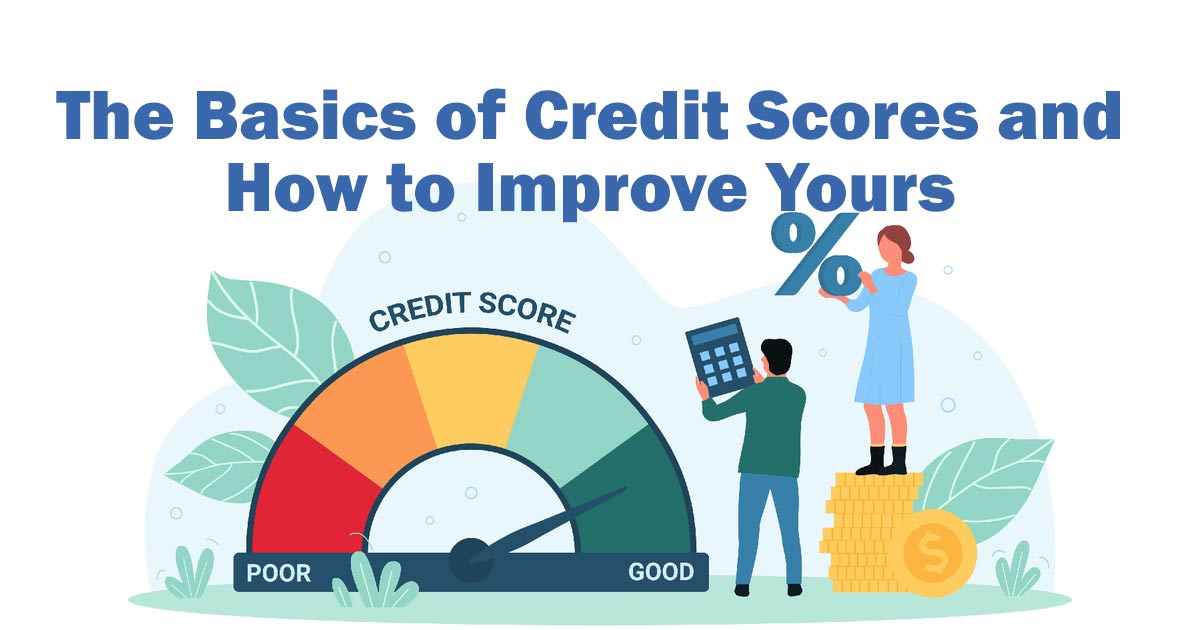 The Basics of Credit Scores and
How to Improve Yours
%
CREDIT SCORE
POOR
GOOD
$